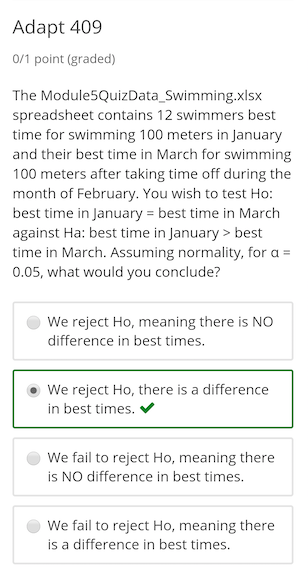 Adapt 409
0/1 point (graded)
The Module5QuizData_Swimming.xlsx
spreadsheet contains 12 swimmers best
time for swimming 100 meters in January
and their best time in March for swimming
100 meters after taking time off during the
month of February. You wish to test Ho:
best time in January = best time in March
against Ha: best time in January > best
time in March. Assuming normality, for α =
0.05, what would you conclude?
We reject Ho, meaning there is NO
difference in best times.
We reject Ho, there is a difference
in best times. ✔
We fail to reject Ho, meaning there
is NO difference in best times.
We fail to reject Ho, meaning there
is a difference in best times.